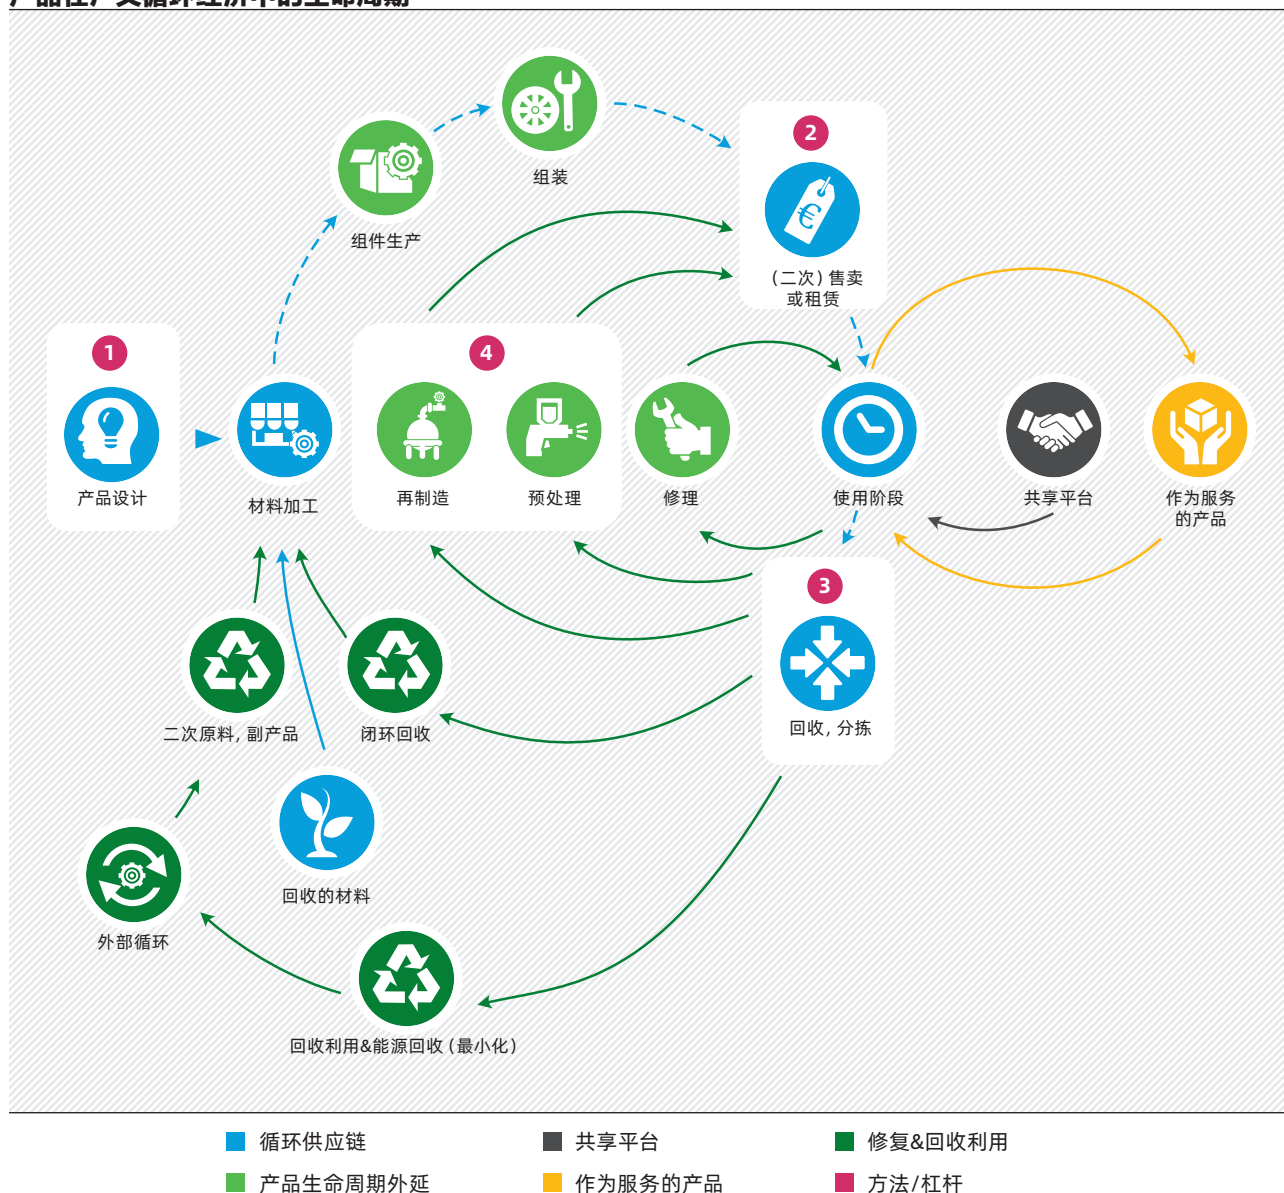 组装
2
组件生产
€
(二次) 售卖
或租赁
1
4
产品设计
材料加工
再制造
预处理
修理
使用阶段
共享平台
作为服务
的产品
3
二次原料, 副产品
闭环回收
回收, 分拣
回收的材料
外部循环
回收利用&能源回收 (最小化)
循环供应链
共享平台
修复&回收利用
产品生命周期外延
作为服务的产品
方法/杠杆